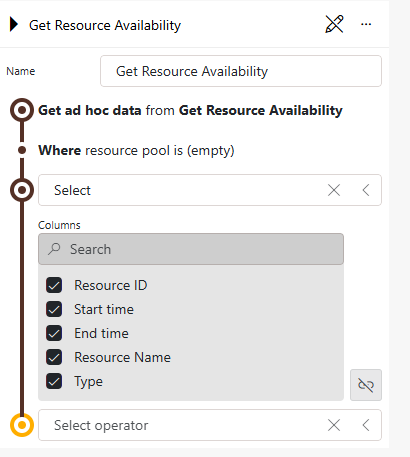 Get Resource Availability
...
Name
Get Resource Availability
Get ad hoc data from Get Resource Availability
Where resource pool is (empty)
Select
Columns
Search
Resource ID
Start time
End time
Resource Name
Type
Select operator